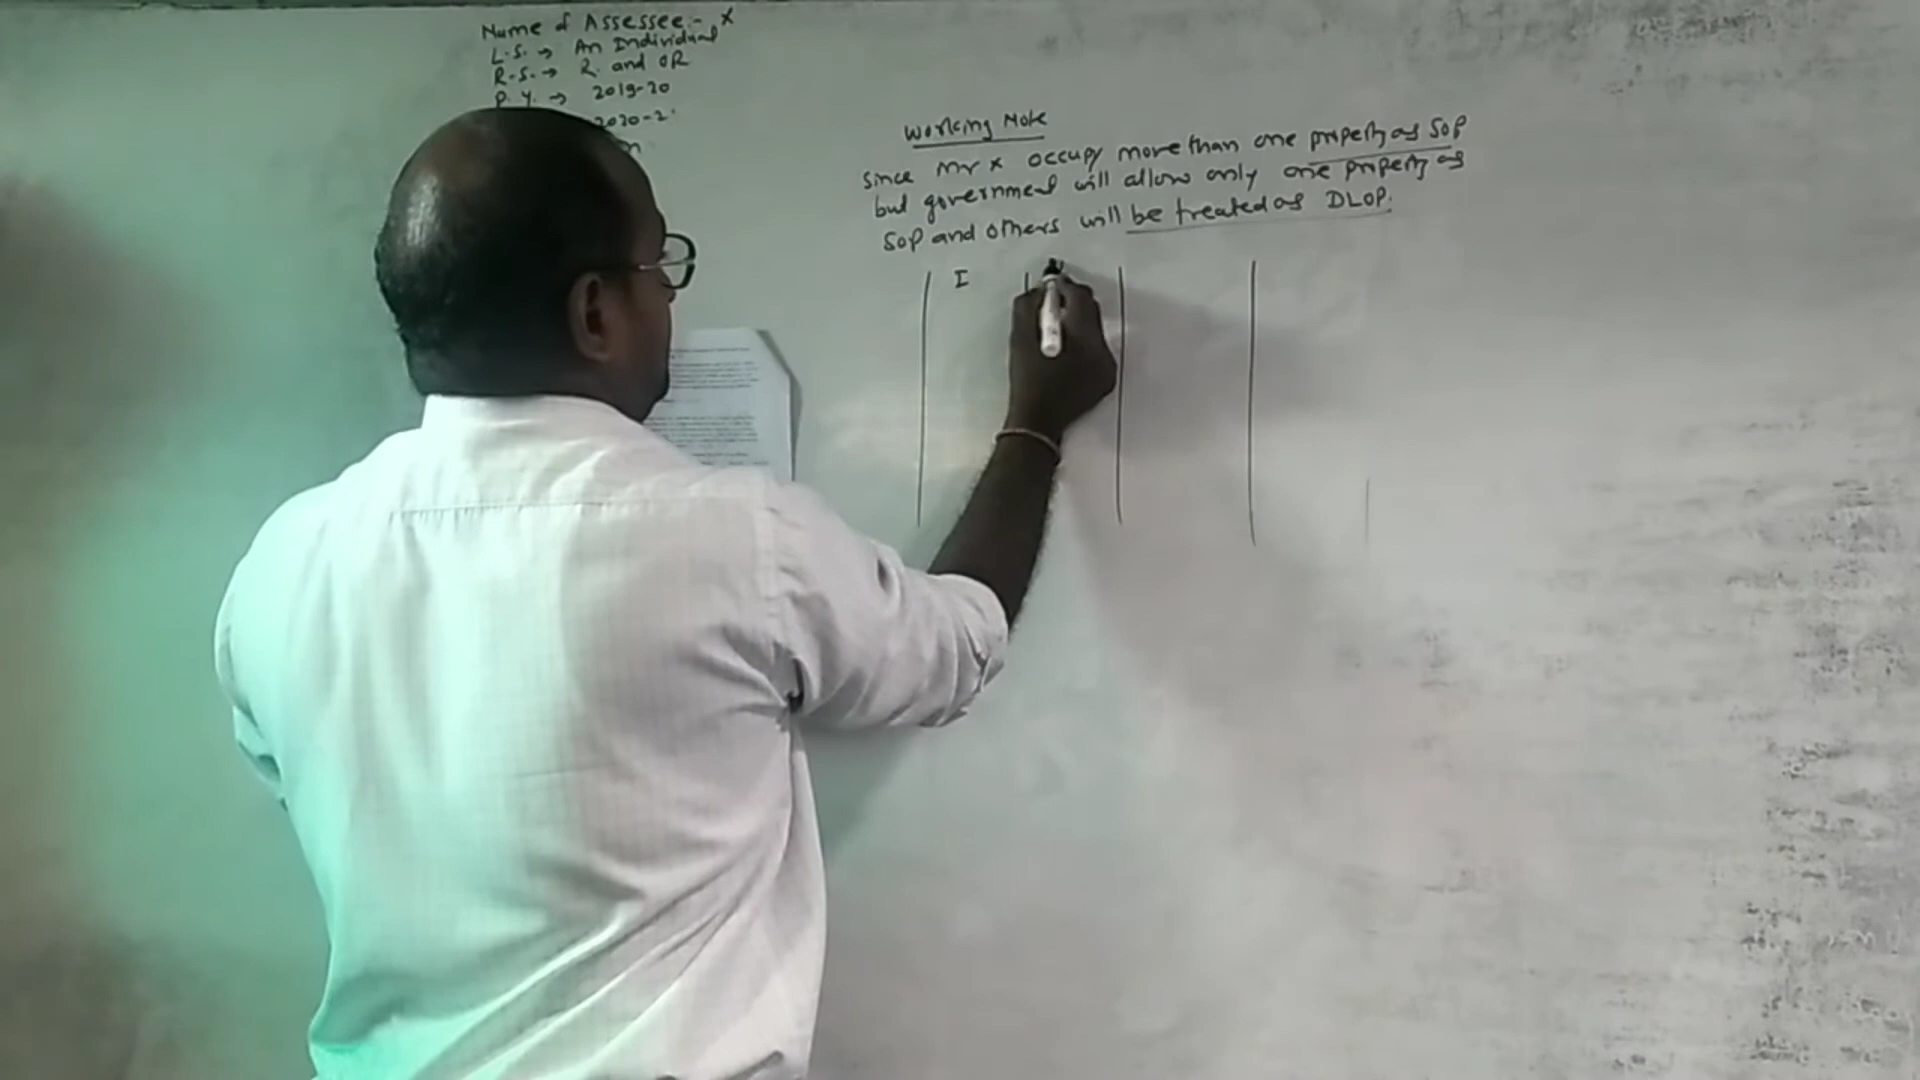 Name of Assessee:- X
L.S. → An Individual
R.S. → R. and OR
P.Y. → 2019-20
2020-2
Working Note
Since Mr X occupy more than one property as SOP
but government will allow only one property as
SOP and others will be treated as DLOP.
I